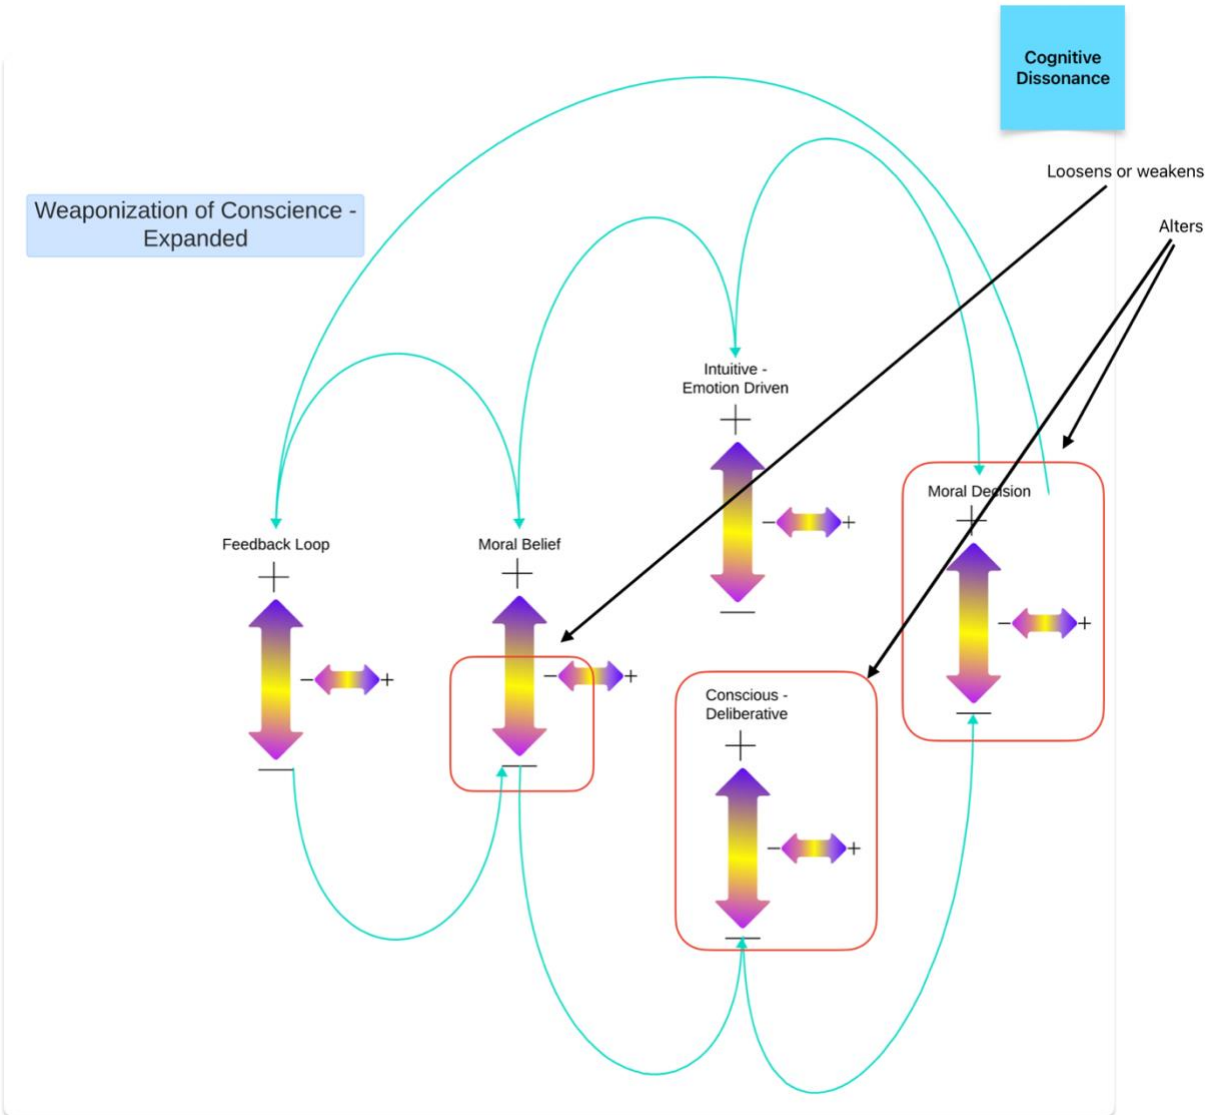 Cognitive
Dissonance
Loosens or weakens
Weaponization of Conscience -
Expanded
Alters
Intuitive -
Emotion Driven
+
- +
-
Moral Decision
+
- +
-
Feedback Loop
+
- +
-
Moral Belief
+
- +
-
Conscious -
Deliberative
+
- +
-